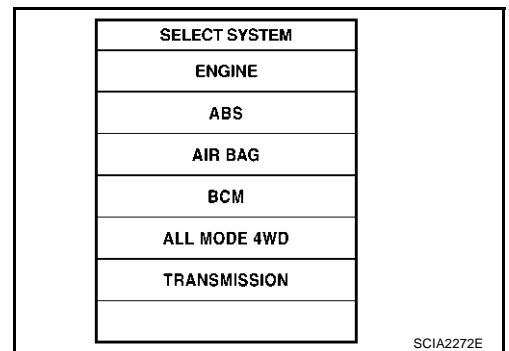 SELECT SYSTEM
ENGINE
ABS
AIR BAG
BCM
ALL MODE 4WD
TRANSMISSION
SCIA2272E